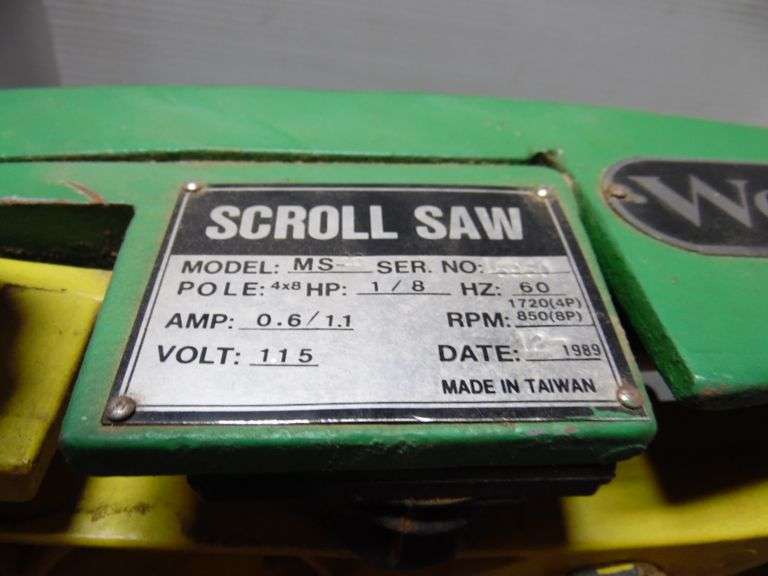 SCROLL SAW
MODEL: MS- SER. NO:
POLE: 4x8 HP: 1/8 HZ: 60
AMP: 0.6/1.1 RPM: 1720(4P) 850(8P)
VOLT: 115 DATE: 1989
MADE IN TAIWAN